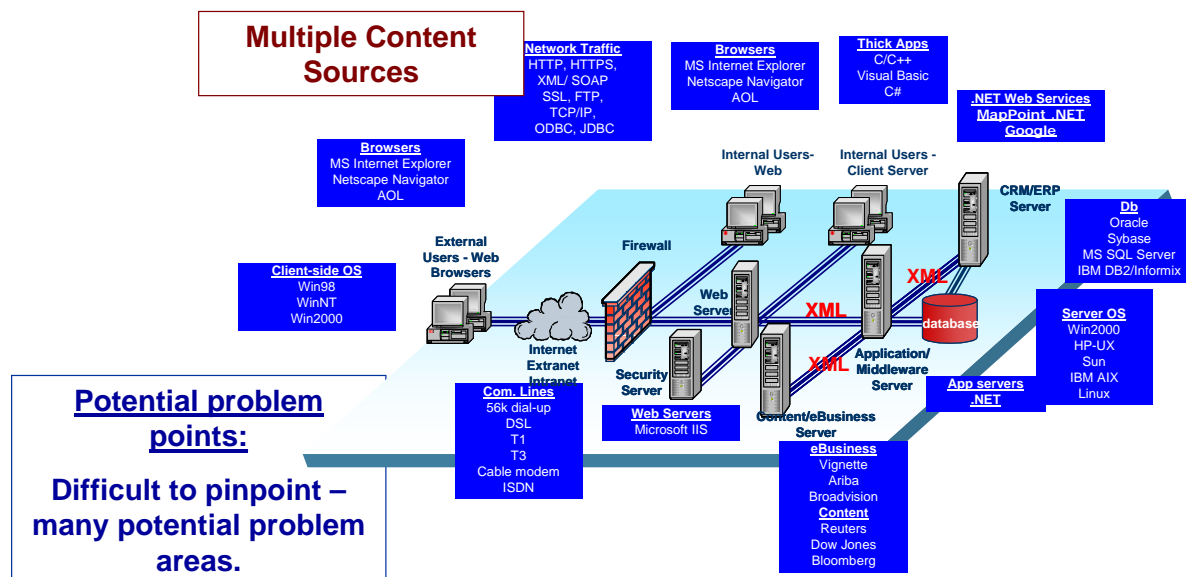 Multiple Content
Sources
Network Traffic
HTTP, HTTPS,
XML/ SOAP
SSL, FTP,
TCP/IP,
ODBC, JDBC
Browsers
MS Internet Explorer
Netscape Navigator
AOL
Thick Apps
C/C++
Visual Basic
C#
.NET Web Services
MapPoint .NET
Google
Browsers
MS Internet Explorer
Netscape Navigator
AOL
Internal Users-
Web
Internal Users -
Client Server
CRM/ERP
Server
Db
Oracle
Sybase
MS SQL Server
IBM DB2/Informix
External
Users - Web
Browsers
Firewall
Client-side OS
Win98
WinNT
Win2000
Web
Server
XML
XML
database
Server OS
Win2000
HP-UX
Sun
IBM AIX
Linux
Internet
Extranet
Intranet
Security
Server
XML
Application/
Middleware
Server
App servers
.NET
Com. Lines
56k dial-up
DSL
T1
T3
Cable modem
ISDN
Web Servers
Microsoft IIS
Content/eBusiness
Server
eBusiness
Vignette
Ariba
Broadvision
Content
Reuters
Dow Jones
Bloomberg
Potential problem
points:
Difficult to pinpoint –
many potential problem
areas.